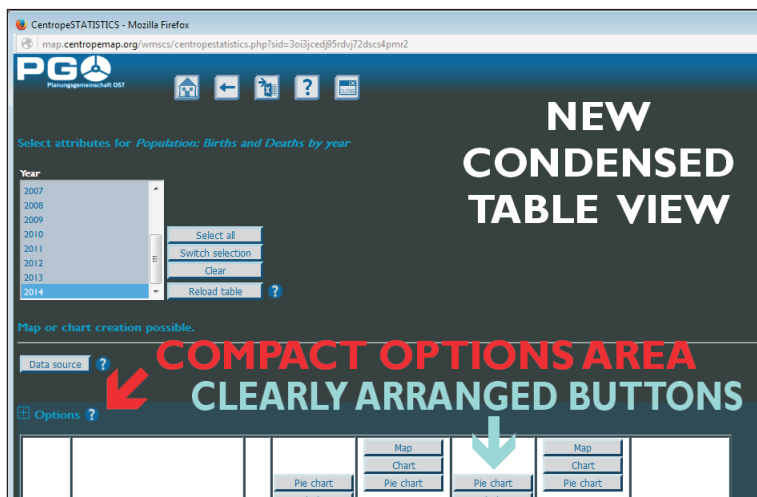 CentropeSTATISTICS - Mozilla Firefox
map.centropemap.org/wmscs/centropestatistics.php?sid=3oi3jcedj95rdvj72dscs4pmr2
PGO
Planungsgemeinschaft OST
?
NEW
CONDENSED
TABLE VIEW
Select attributes for Population: Births and Deaths by year
Year
2007
2008
2009
2010
2011
2012
2013
2014
Select all
Switch selection
Clear
Reload table ?
Map or chart creation possible.
Data source ?
COMPACT OPTIONS AREA
CLEARLY ARRANGED BUTTONS
Options ?
Map Map
Chart Chart
Pie chart Pie chart Pie chart Pie chart